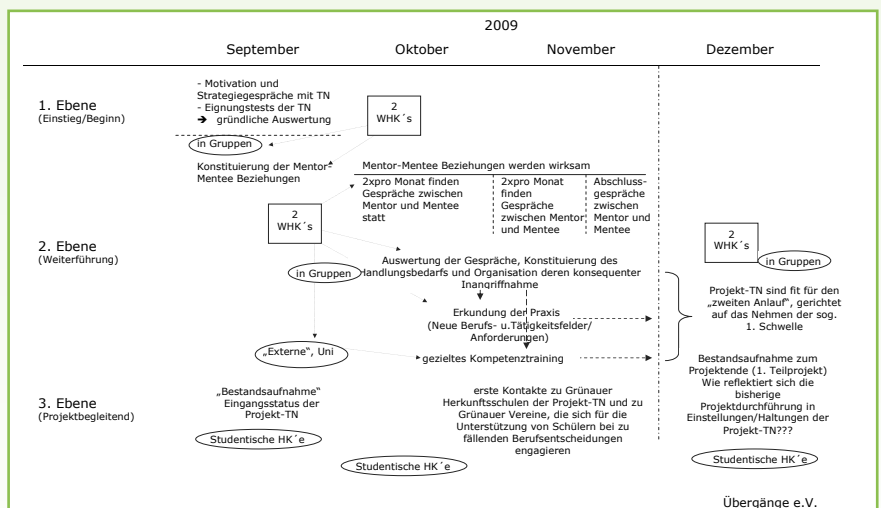 2009
September
Oktober
November
Dezember
1. Ebene
(Einstieg/Beginn)
- Motivation und
Strategiegespräche mit TN
- Eignungstests der TN
➔ gründliche Auswertung
2
WHK´s
in Gruppen
Konstituierung der Mentor-
Mentee Beziehungen
Mentor-Mentee Beziehungen werden wirksam
2xpro Monat finden
Gespräche zwischen
Mentor und Mentee
statt
2xpro Monat
finden
Gespräche
zwischen Mentor
und Mentee
Abschluss-
gespräche
zwischen
Mentor und
Mentee
2. Ebene
(Weiterführung)
2
WHK´s
in Gruppen
Auswertung der Gespräche, Konstituierung des
Handlungsbedarfs und Organisation deren konsequenter
Inangriffnahme
Erkundung der Praxis
(Neue Berufs- u.Tätigkeitsfelder/
Anforderungen)
„Externe", Uni
gezieltes Kompetenztraining
2
WHK´s
in Gruppen
Projekt-TN sind fit für den
„zweiten Anlauf", gerichtet
auf das Nehmen der sog.
1. Schwelle
3. Ebene
(Projektbegleitend)
„Bestandsaufnahme"
Eingangsstatus der
Projekt-TN
Studentische HK´e
erste Kontakte zu Grünauer
Herkunftsschulen der Projekt-TN und zu
Grünauer Vereine, die sich für die
Unterstützung von Schülern bei zu
fällenden Berufsentscheidungen
engagieren
Studentische HK´e
Bestandsaufnahme zum
Projektende (1. Teilprojekt)
Wie reflektiert sich die
bisherige
Projektdurchführung in
Einstellungen/Haltungen der
Projekt-TN???
Studentische HK´e
Übergänge e.V.